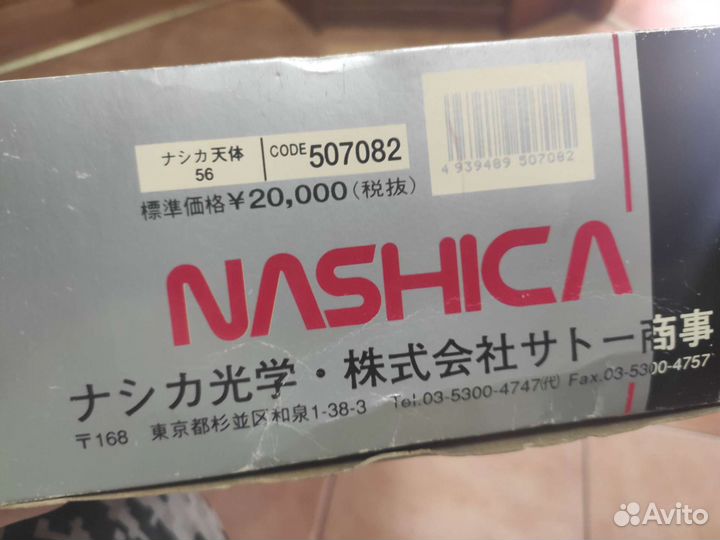 ナシカ天体
56
CODE 507082
4 939489 507082
標準価格¥20,000(税抜)
NASHICA
ナシカ光学・株式会社サトー商事
〒168 東京都杉並区和泉1-38-3 Tel.03-5300-4747(代) Fax.03-5300-4757
Avito